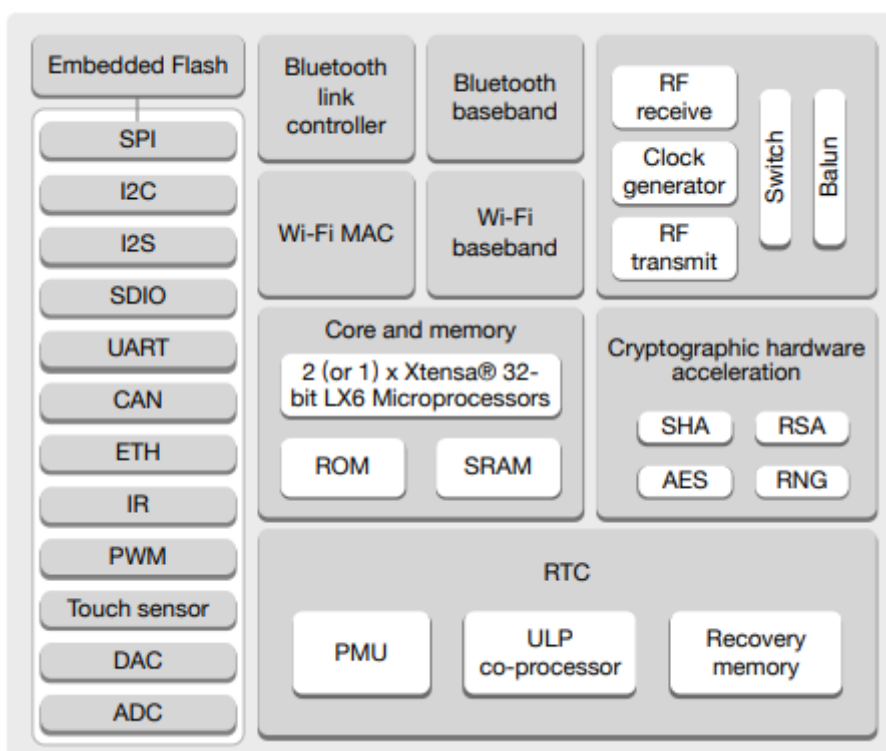 Embedded Flash
SPI
I2C
I2S
SDIO
UART
CAN
ETH
IR
PWM
Touch sensor
DAC
ADC
Bluetooth
link
controller
Bluetooth
baseband
Wi-Fi MAC
Wi-Fi
baseband
RF
receive
Clock
generator
RF
transmit
Switch
Balun
Core and memory
2 (or 1) x Xtensa® 32-
bit LX6 Microprocessors
ROM
SRAM
Cryptographic hardware
acceleration
SHA
RSA
AES
RNG
RTC
PMU
ULP
co-processor
Recovery
memory